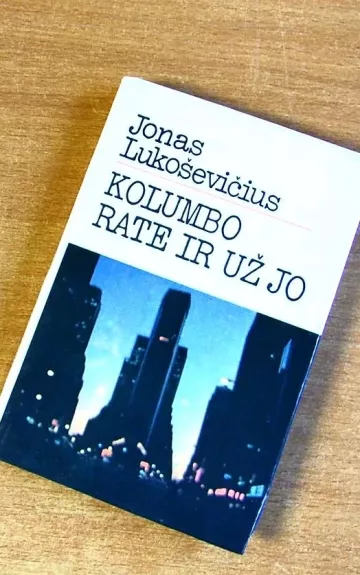 Jonas
Lukoševičius
KOLUMBO
RATE IR UŽ JO